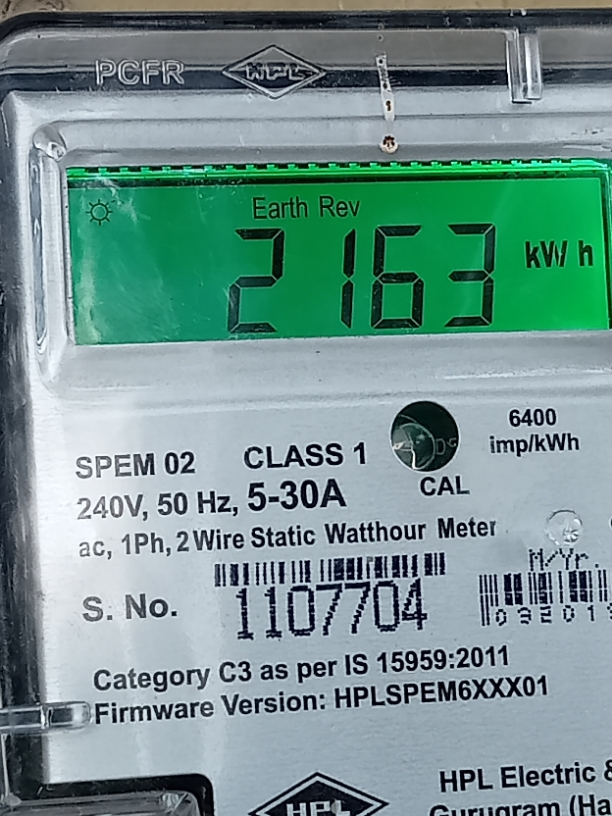 PCFR HPL
Earth Rev
2163 kW h
6400
imp/kWh
SPEM 02 CLASS 1
CAL
240V, 50 Hz, 5-30A
ac, 1Ph, 2 Wire Static Watthour Meter
M/Yr.
S. No. 1107704
Category C3 as per IS 15959:2011
Firmware Version: HPLSPEM6XXX01
HPL
HPL Electric &
Gurugram